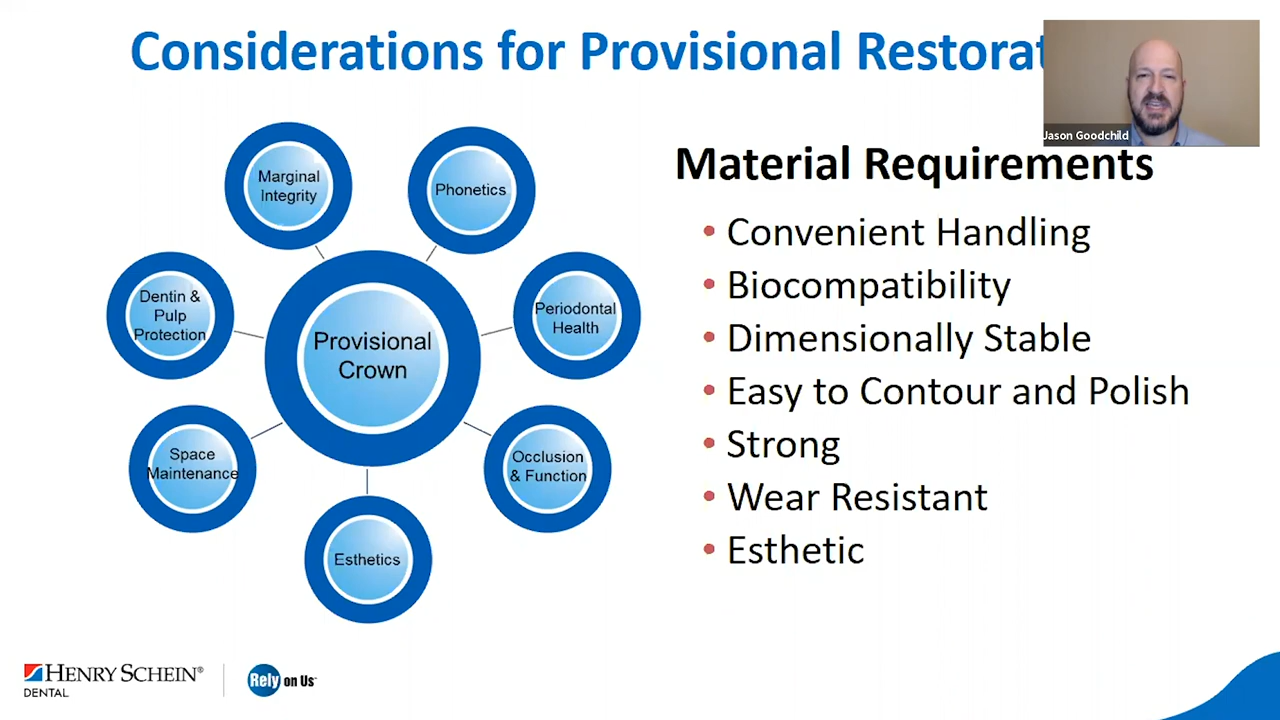 Considerations for Provisional Restorat
Jason Goodchild
Material Requirements
Marginal
Integrity
Phonetics
Dentin &
Pulp
Protection
Periodontal
Health
Provisional
Crown
Space
Maintenance
Occlusion
& Function
Esthetics
• Convenient Handling
• Biocompatibility
• Dimensionally Stable
• Easy to Contour and Polish
• Strong
• Wear Resistant
• Esthetic
HENRY SCHEIN®
DENTAL
Rely on Us™